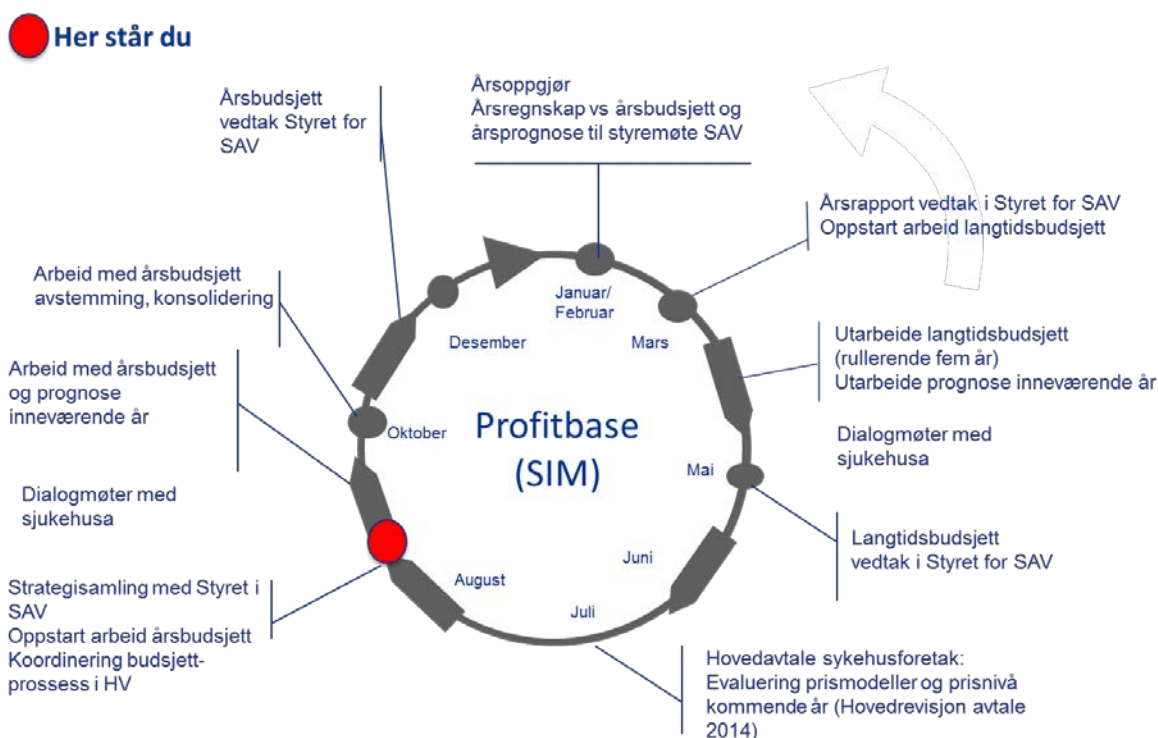 Her står du
Årsbudsjett
vedtak Styret for
SAV
Årsoppgjør
Årsregnskap vs årsbudsjett og
årsprognose til styremøte SAV
Årsrapport vedtak i Styret for SAV
Oppstart arbeid langtidsbudsjett
Arbeid med årsbudsjett
avstemming, konsolidering
Januar/
Februar
Desember
Mars
Utarbeide langtidsbudsjett
(rullerende fem år)
Utarbeide prognose inneværende år
Arbeid med årsbudsjett
og prognose
inneværende år
Oktober
Profitbase
(SIM)
Dialogmøter med
sjukehusa
Mai
Dialogmøter med
sjukehusa
Langtidsbudsjett
vedtak i Styret for SAV
Juni
August
Juli
Strategisamling med Styret i
SAV
Oppstart arbeid årsbudsjett
Koordinering budsjett-
prossess i HV
Hovedavtale sykehusforetak:
Evaluering prismodeller og prisnivå
kommende år (Hovedrevisjon avtale
2014)